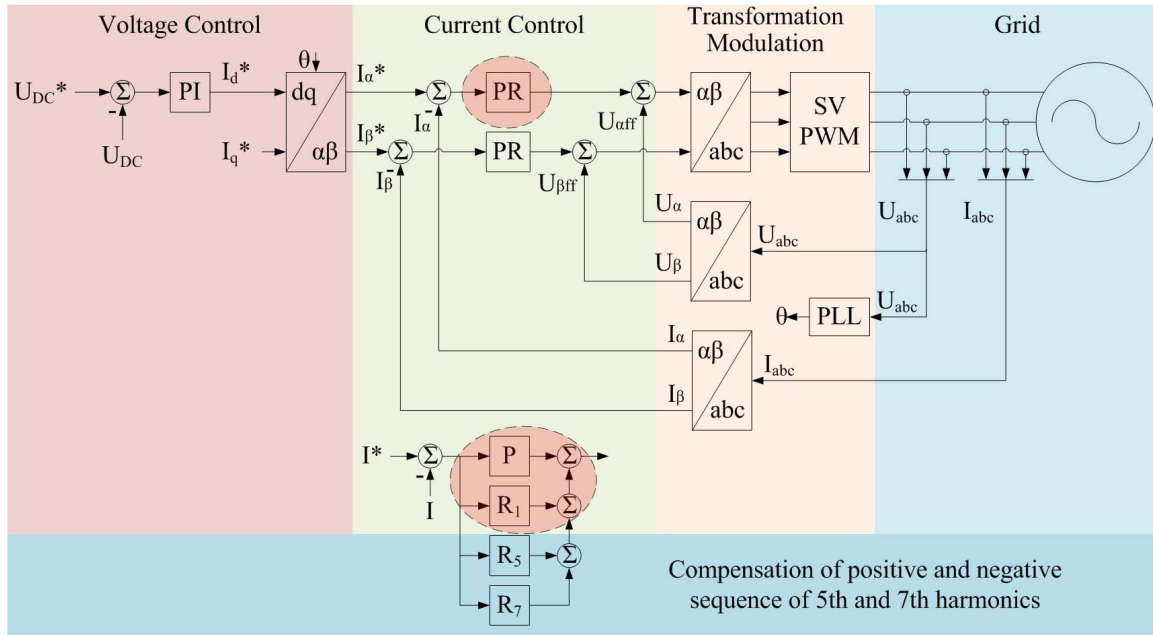 Voltage Control
Current Control
Transformation
Modulation
Grid
U_DC*
Σ
-
U_DC
PI
I_d*
I_q*
θ
dq
αβ
I_α*
I_β*
Σ
-
I_α
Σ
-
I_β
PR
PR
Σ
U_αff
Σ
U_βff
αβ
abc
SV
PWM
U_abc
I_abc
U_α
U_β
αβ
abc
U_abc
U_abc
PLL
θ
I_α
I_β
αβ
abc
I_abc
I*
Σ
-
I
P
Σ
R_1
Σ
R_5
Σ
R_7
Compensation of positive and negative
sequence of 5th and 7th harmonics